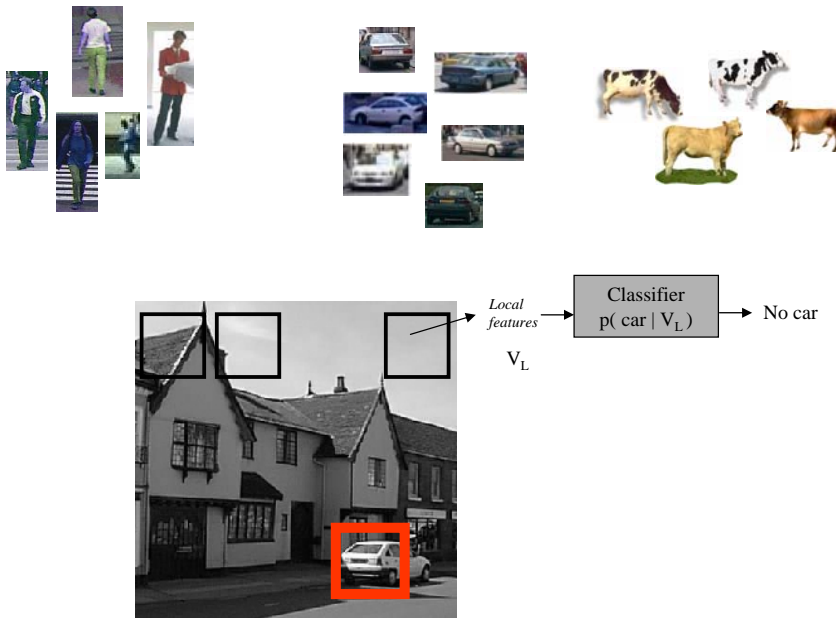 Local
features
V_L
Classifier
p( car | V_L )
No car